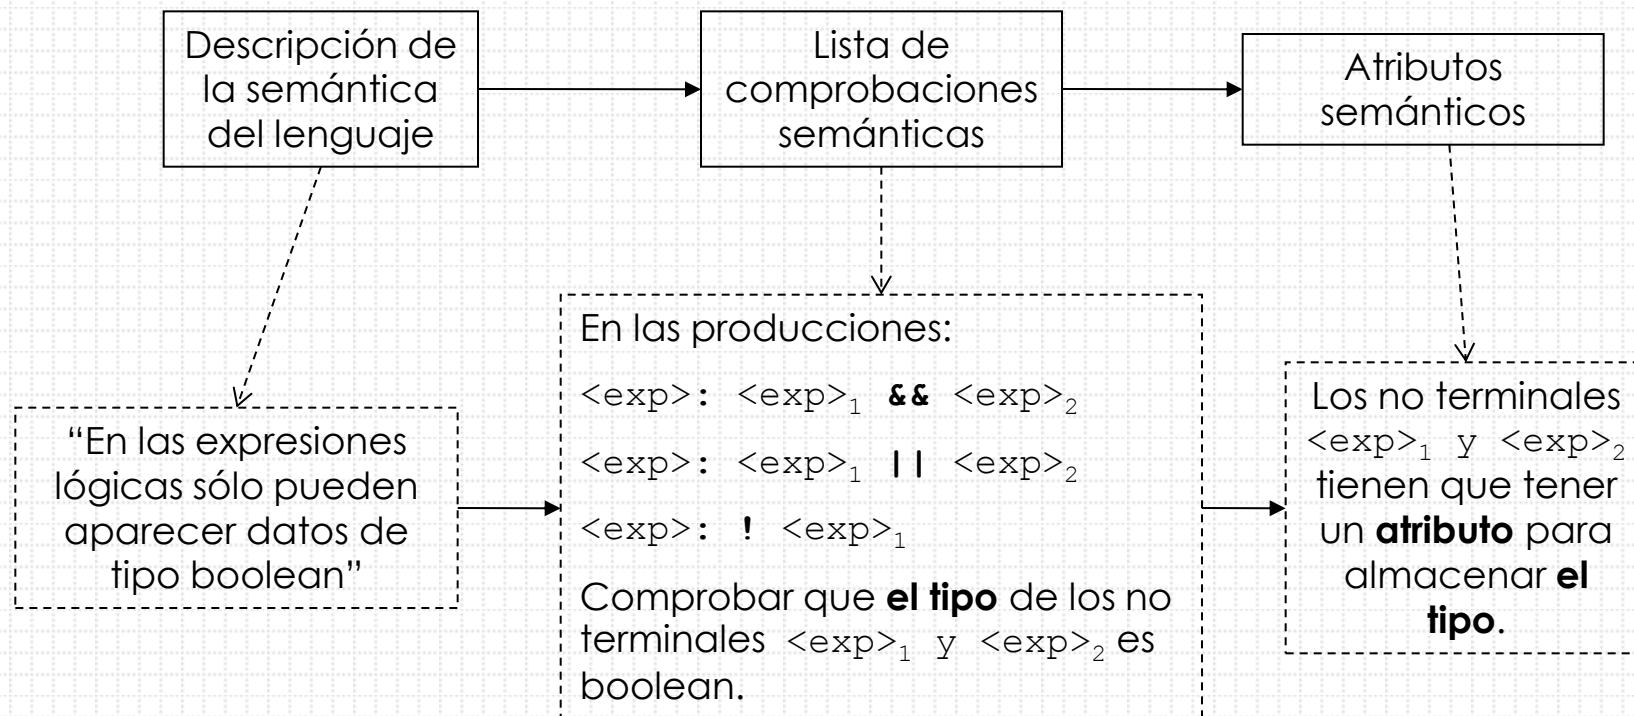 Descripción de
la semántica
del lenguaje
Lista de
comprobaciones
semánticas
Atributos
semánticos
“En las expresiones
lógicas sólo pueden
aparecer datos de
tipo boolean”
En las producciones:
<exp>: <exp>₁ && <exp>₂
<exp>: <exp>₁ || <exp>₂
<exp>: ! <exp>₁
Comprobar que el tipo de los no
terminales <exp>₁ y <exp>₂ es
boolean.
Los no terminales
<exp>₁ y <exp>₂
tienen que tener
un atributo para
almacenar el
tipo.